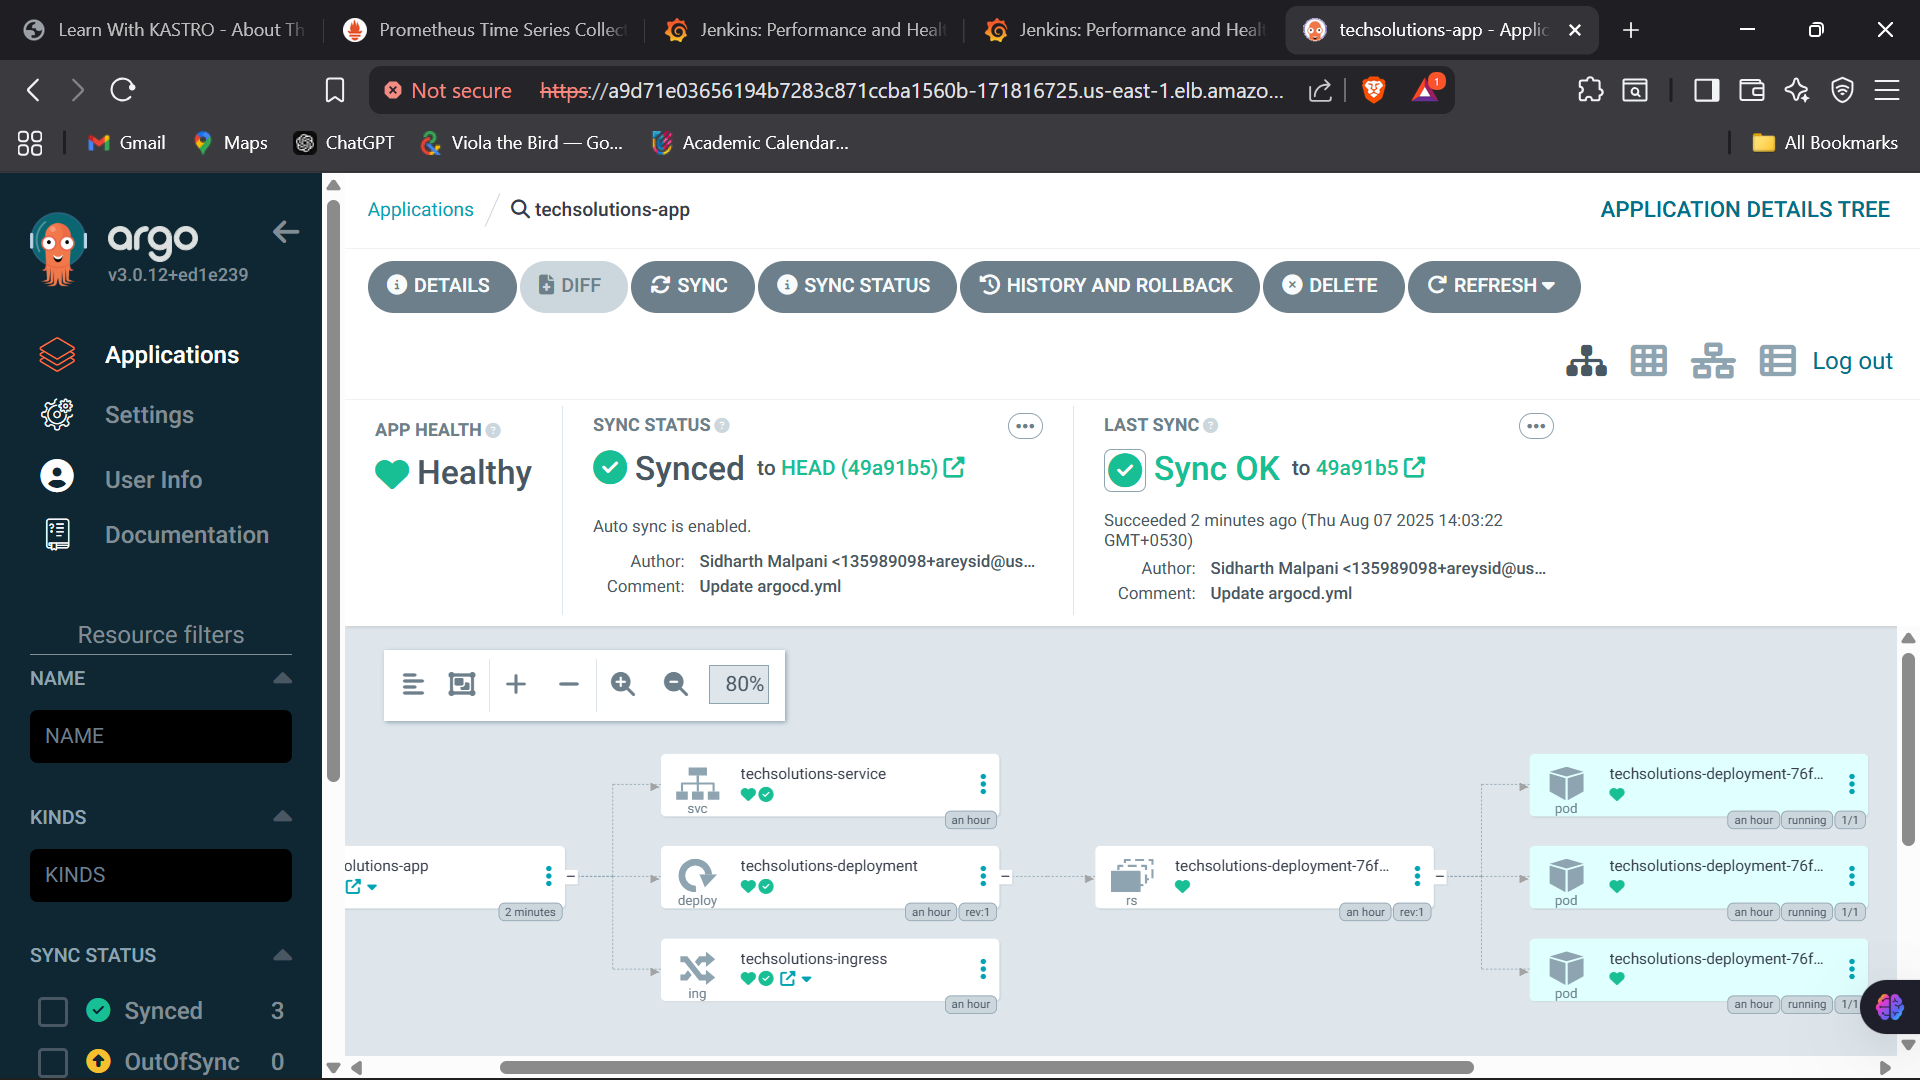 Learn With KASTRO - About Th
Prometheus Time Series Collect
Jenkins: Performance and Healt
Jenkins: Performance and Healt
techsolutions-app - Applic
Not secure https://a9d71e03656194b7283c871ccba1560b-171816725.us-east-1.elb.amazo...
1
Gmail
Maps
ChatGPT
Viola the Bird — Go...
Academic Calendar...
All Bookmarks
argo
v3.0.12+ed1e239
Applications
Settings
User Info
Documentation
Resource filters
NAME
NAME
KINDS
KINDS
SYNC STATUS
Synced 3
OutOfSync 0
Applications / techsolutions-app
APPLICATION DETAILS TREE
DETAILS
DIFF
SYNC
SYNC STATUS
HISTORY AND ROLLBACK
DELETE
REFRESH
Log out
APP HEALTH
Healthy
SYNC STATUS
Synced to HEAD (49a91b5)
Auto sync is enabled.
Author: Sidharth Malpani <135989098+areysid@us...
Comment: Update argocd.yml
LAST SYNC
Sync OK to 49a91b5
Succeeded 2 minutes ago (Thu Aug 07 2025 14:03:22
GMT+0530)
Author: Sidharth Malpani <135989098+areysid@us...
Comment: Update argocd.yml
80%
olutions-app
2 minutes
techsolutions-service
svc
an hour
techsolutions-deployment
deploy
an hour rev:1
techsolutions-ingress
ing
an hour
techsolutions-deployment-76f...
rs
an hour rev:1
techsolutions-deployment-76f...
pod
an hour running 1/1
techsolutions-deployment-76f...
pod
an hour running 1/1
techsolutions-deployment-76f...
pod
an hour running 1/1